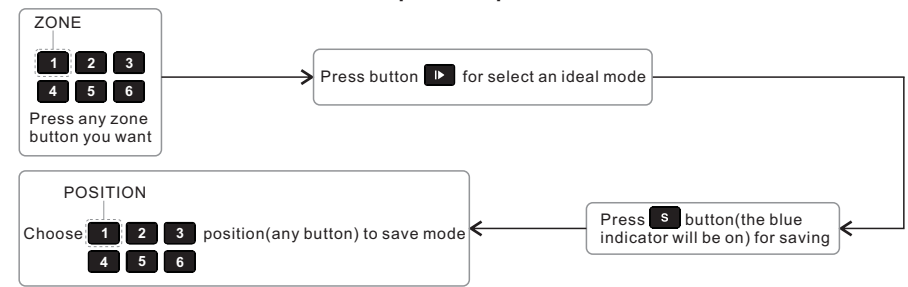 ZONE
1 2 3
4 5 6
Press any zone
button you want
Press button for select an ideal mode
Press S button(the blue
indicator will be on) for saving
POSITION
Choose 1 2 3 position(any button) to save mode
4 5 6